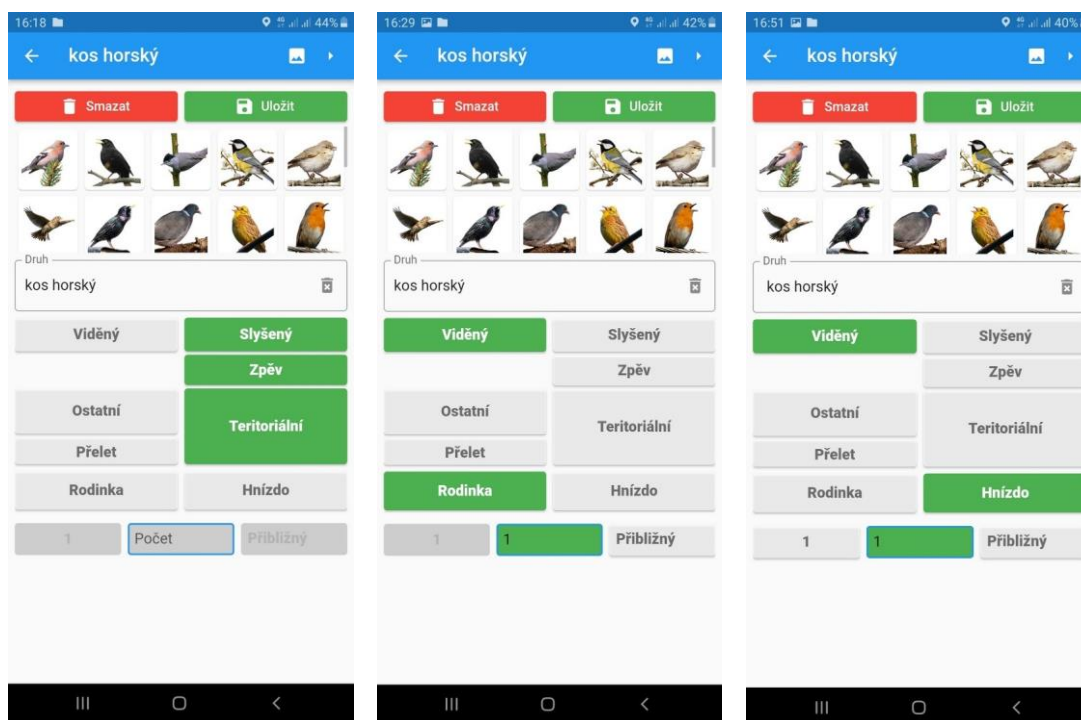 16:18 44%
kos horský
Smazat Uložit
Druh
kos horský
Viděný Slyšený
Zpěv
Ostatní
Teritoriální
Přelet
Rodinka Hnízdo
1 Počet Přibližný
16:29 42%
kos horský
Smazat Uložit
Druh
kos horský
Viděný Slyšený
Zpěv
Ostatní
Teritoriální
Přelet
Rodinka Hnízdo
1 1 Přibližný
16:51 40%
kos horský
Smazat Uložit
Druh
kos horský
Viděný Slyšený
Zpěv
Ostatní
Teritoriální
Přelet
Rodinka Hnízdo
1 1 Přibližný